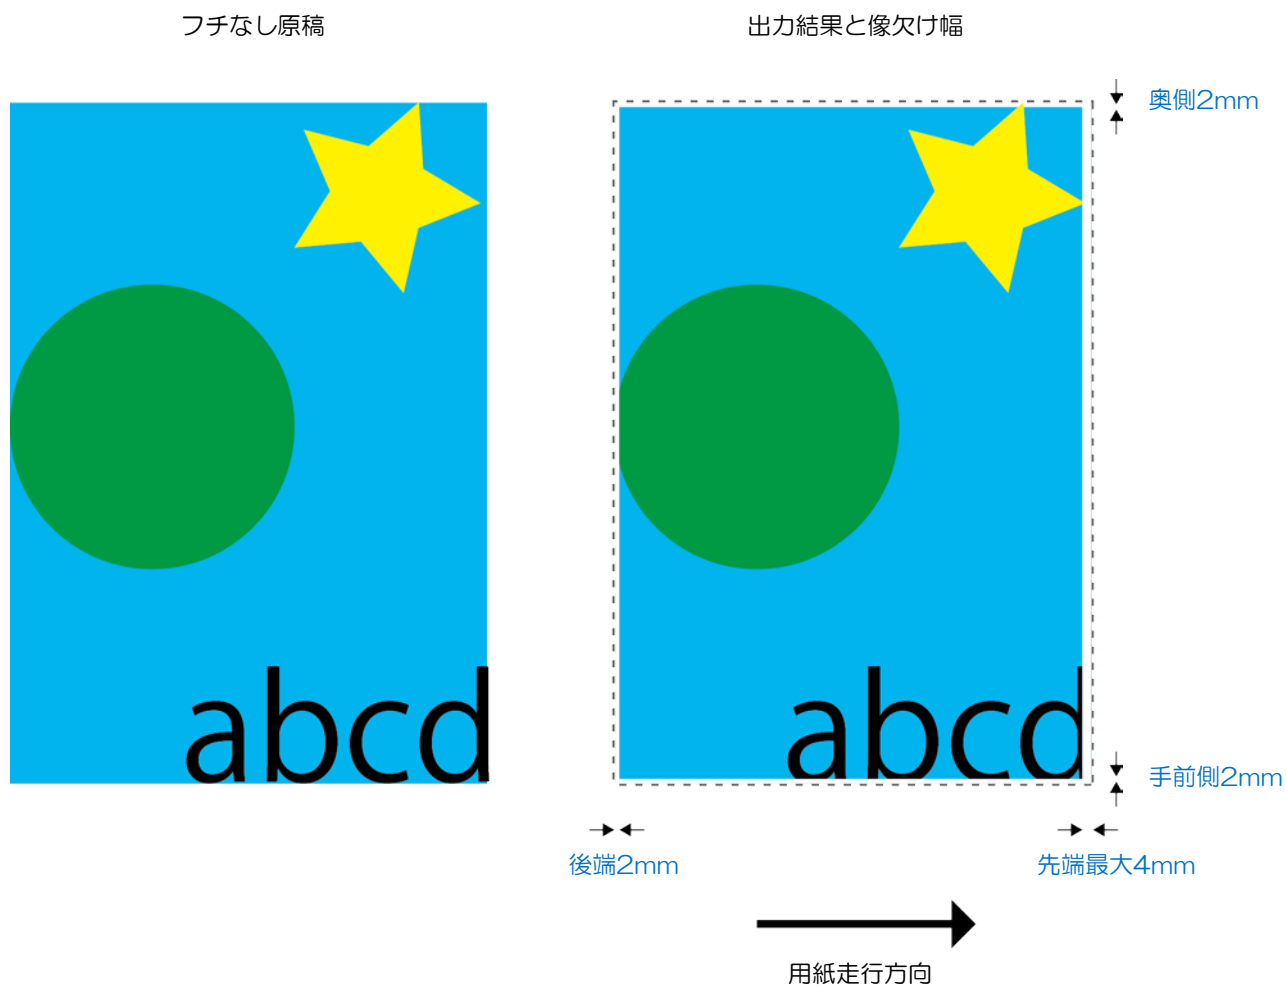 フチなし原稿
出力結果と像欠け幅
奥側2mm
abcd
abcd
手前側2mm
後端2mm
先端最大4mm
用紙走行方向